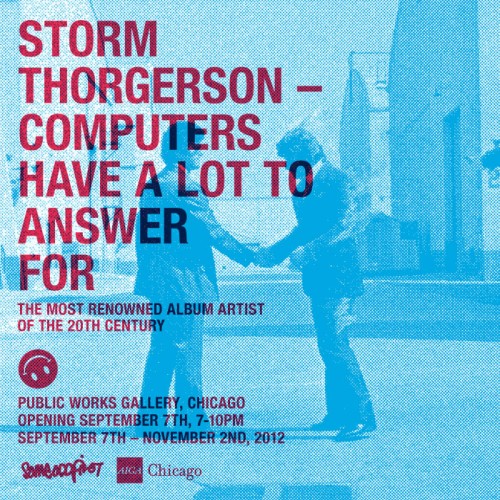 STORM
THORGERSON –
COMPUTERS
HAVE A LOT TO
ANSWER
FOR
THE MOST RENOWNED ALBUM ARTIST
OF THE 20TH CENTURY
PUBLIC WORKS GALLERY, CHICAGO
OPENING SEPTEMBER 7TH, 7-10PM
SEPTEMBER 7TH – NOVEMBER 2ND, 2012
AIGA Chicago